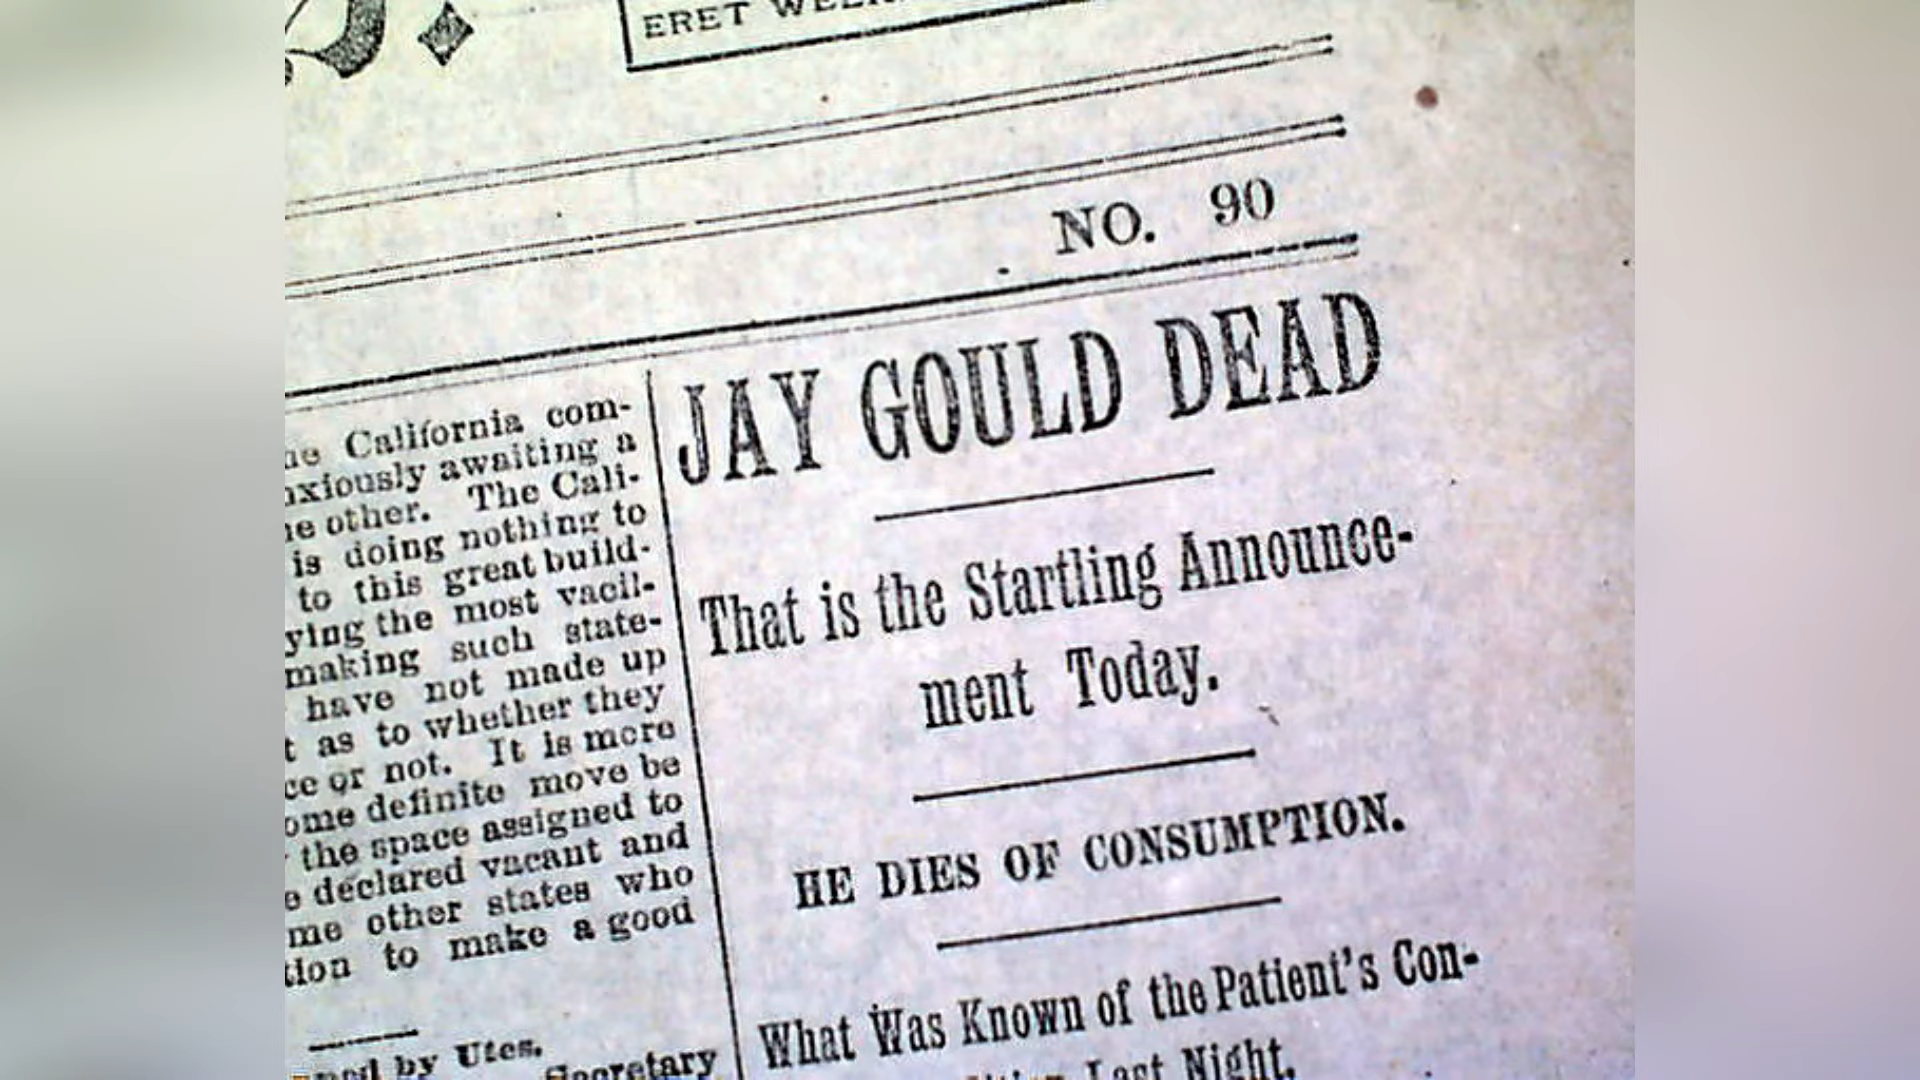 ERET
NO. 90
he California com-
nxiously awaiting a
he other. The Cali-
is doing nothing to
to this great build-
ying the most vacil-
making such state-
have not made up
t as to whether they
ce or not. It is more
ome definite move be
the space assigned to
e declared vacant and
me other states who
tion to make a good
by Utes.
Secretary
JAY GOULD DEAD
That is the Startling Announce-
ment Today.
HE DIES OF CONSUMPTION.
What Was Known of the Patient's Con-
Last Night.